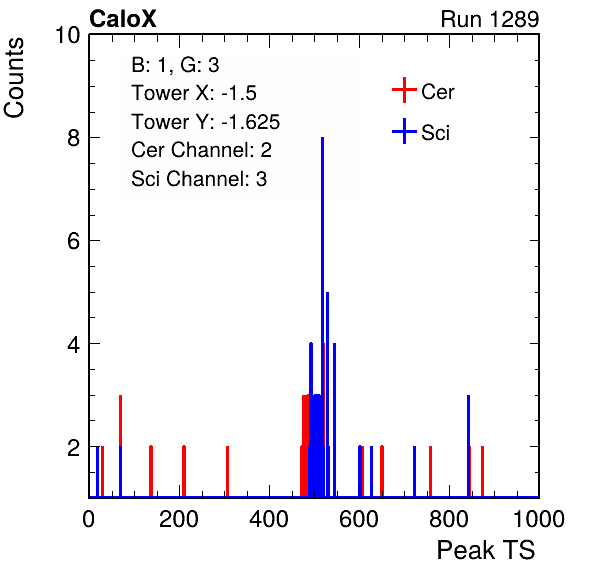 CaloX
Run 1289
Counts
10
8
6
4
2
B: 1, G: 3
Tower X: -1.5
Tower Y: -1.625
Cer Channel: 2
Sci Channel: 3
Cer
Sci
0 200 400 600 800 1000
Peak TS